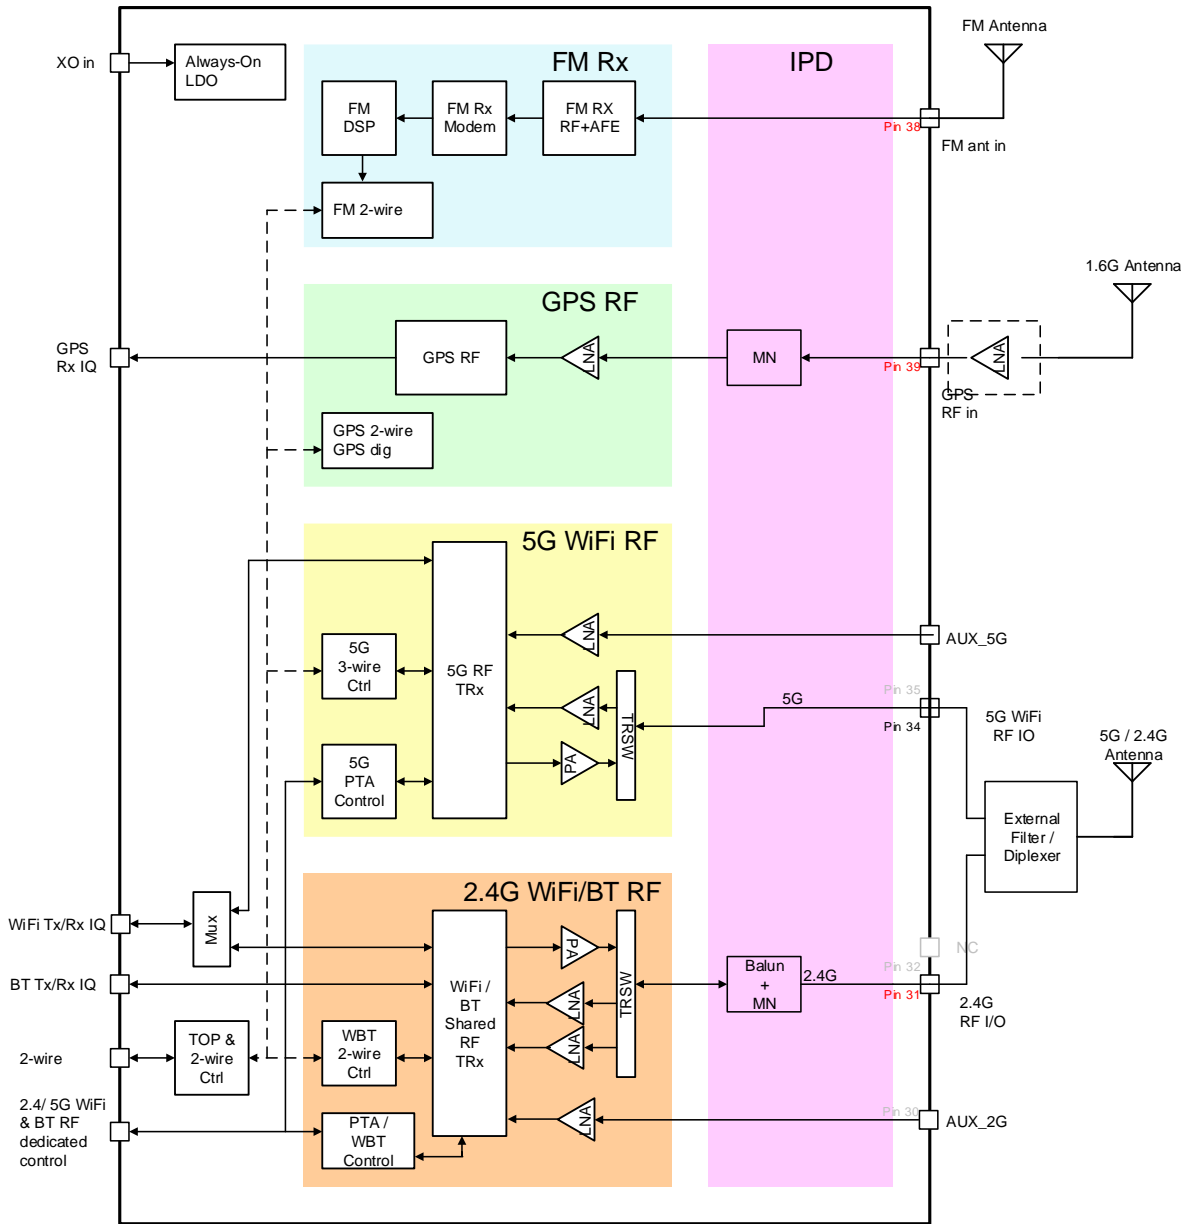 FM Antenna
FM Rx
IPD
XO in
Always-On
LDO
FM
DSP
FM Rx
Modem
FM RX
RF+AFE
Pin 38
FM ant in
FM 2-wire
1.6G Antenna
GPS RF
GPS
Rx IQ
GPS RF
LNA
MN
Pin 39
LNA
GPS
RF in
GPS 2-wire
GPS dig
5G WiFi RF
LNA
AUX_5G
5G
3-wire
Ctrl
5G RF
TRx
LNA
TRSW
5G
Pin 35
Pin 34
5G WiFi
RF IO
5G / 2.4G
Antenna
PA
5G
PTA
Control
External
Filter /
Diplexer
2.4G WiFi/BT RF
WiFi Tx/Rx IQ
Mux
PA
TRSW
NC
Pin 32
BT Tx/Rx IQ
WiFi /
BT
Shared
RF
TRx
LNA
Balun
+
MN
2.4G
Pin 31
2.4G
RF I/O
2-wire
TOP &
2-wire
Ctrl
WBT
2-wire
Ctrl
LNA
2.4/ 5G WiFi
& BT RF
dedicated
control
PTA /
WBT
Control
LNA
Pin 30
AUX_2G